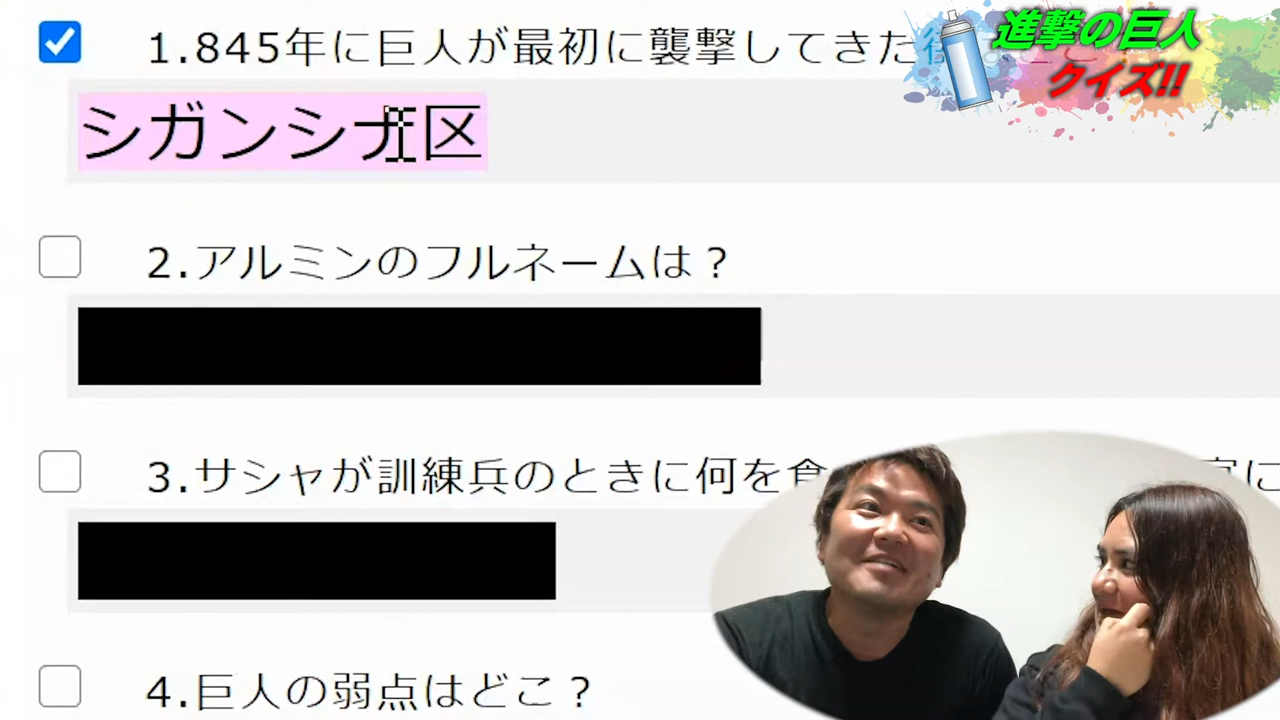 1.845年に巨人が最初に襲撃してきた
進撃の巨人
クイズ!!
シガンシナ区
2.アルミンのフルネームは？
3.サシャが訓練兵のときに何を食
に
4.巨人の弱点はどこ？